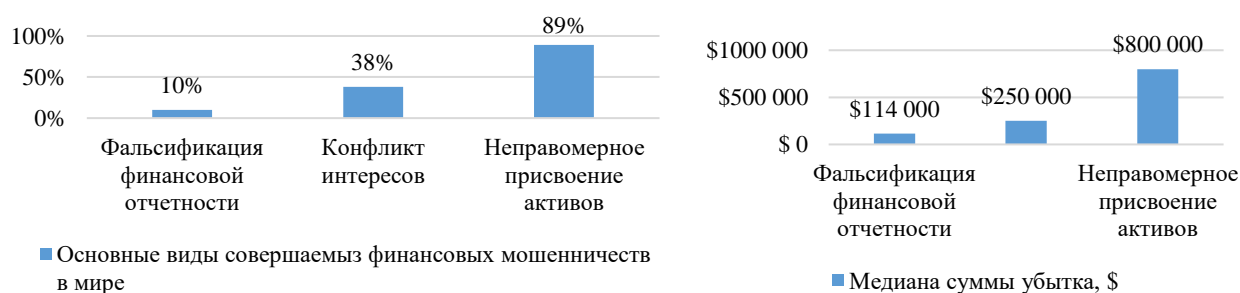 100%
50%
0%
10%
38%
89%
Фальсификация
финансовой
отчетности
Конфликт
интересов
Неправомерное
присвоение
активов
Основные виды совершаемыз финансовых мошенничеств
в мире
$1000 000
$500 000
$ 0
$114 000
$250 000
$800 000
Фальсификация
финансовой
отчетности
Неправомерное
присвоение
активов
Медиана суммы убытка, $